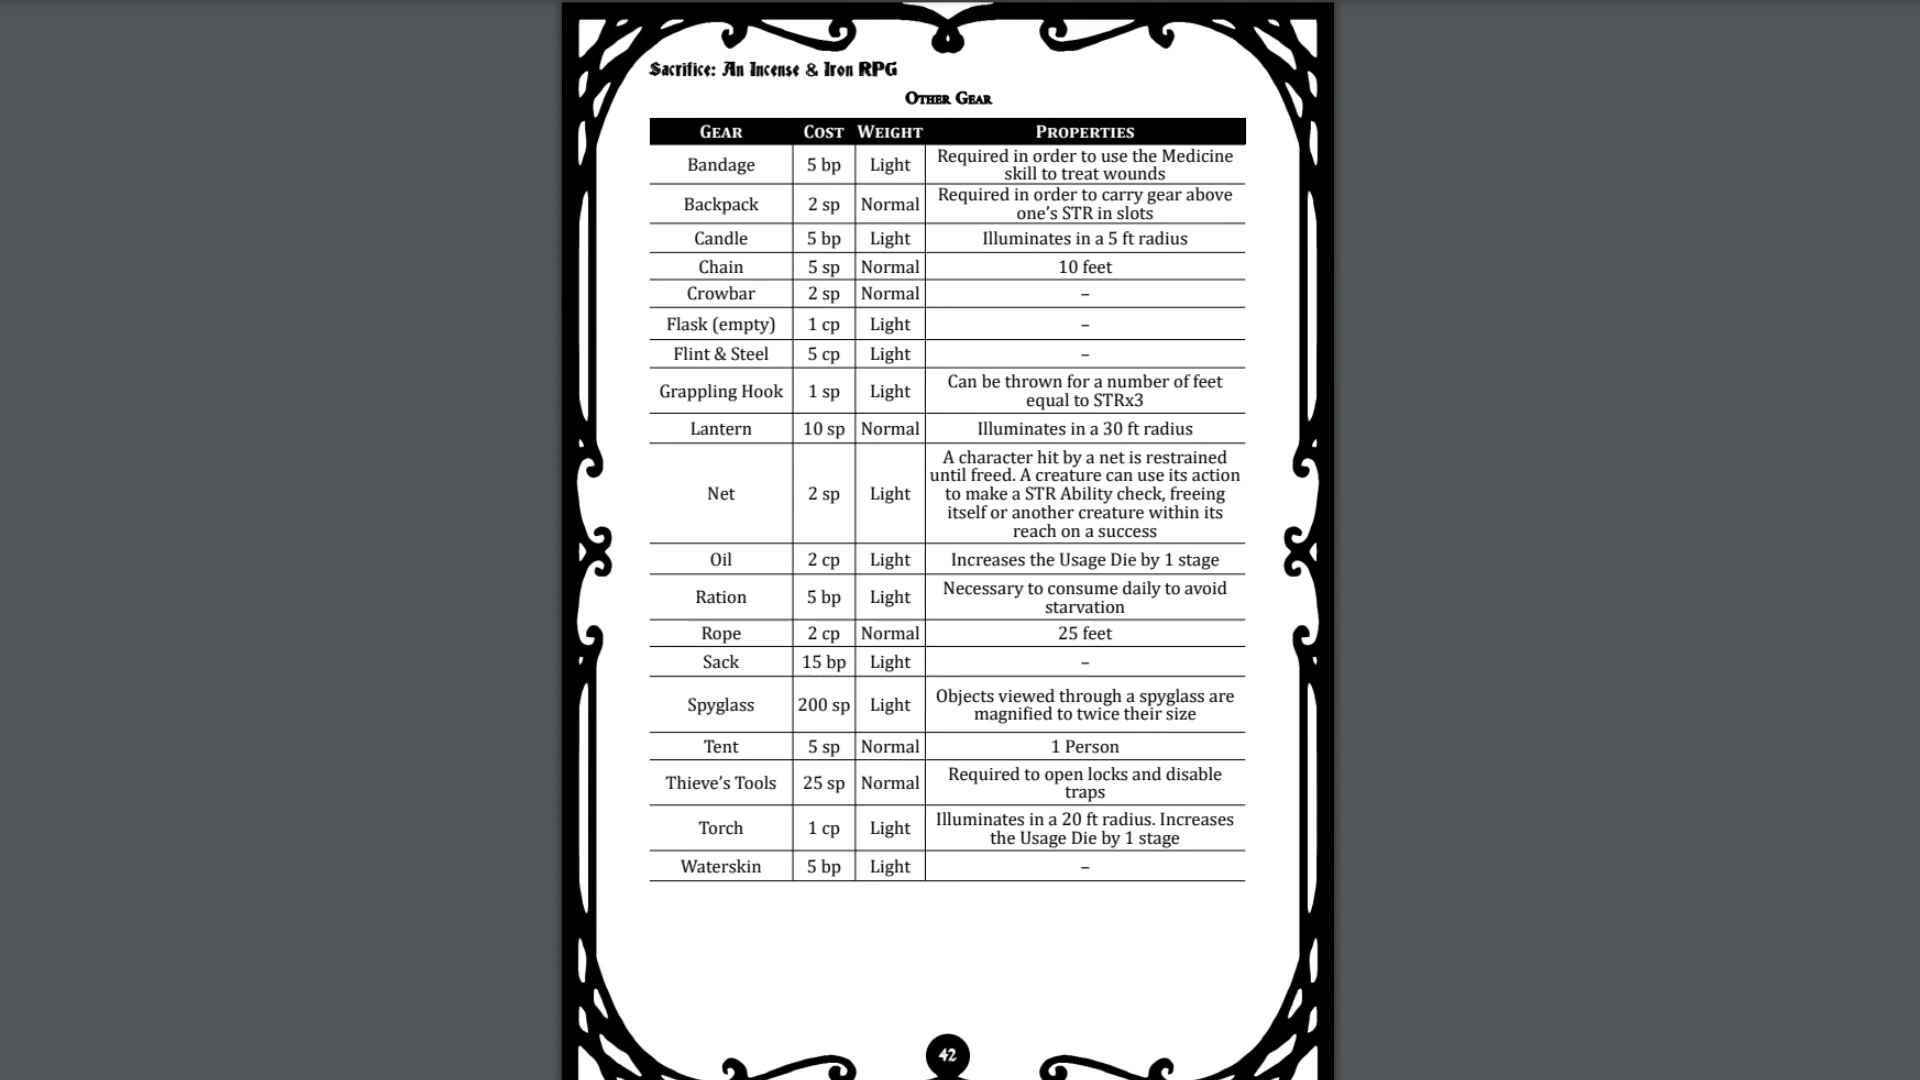 Sacrifice: An Incense & Iron RPG
Other Gear
Gear Cost Weight Properties
Bandage 5 bp Light Required in order to use the Medicine
skill to treat wounds
Backpack 2 sp Normal Required in order to carry gear above
one's STR in slots
Candle 5 bp Light Illuminates in a 5 ft radius
Chain 5 sp Normal 10 feet
Crowbar 2 sp Normal –
Flask (empty) 1 cp Light –
Flint & Steel 5 cp Light –
Grappling Hook 1 sp Light Can be thrown for a number of feet
equal to STRx3
Lantern 10 sp Normal Illuminates in a 30 ft radius
Net 2 sp Light A character hit by a net is restrained
until freed. A creature can use its action
to make a STR Ability check, freeing
itself or another creature within its
reach on a success
Oil 2 cp Light Increases the Usage Die by 1 stage
Ration 5 bp Light Necessary to consume daily to avoid
starvation
Rope 2 cp Normal 25 feet
Sack 15 bp Light –
Spyglass 200 sp Light Objects viewed through a spyglass are
magnified to twice their size
Tent 5 sp Normal 1 Person
Thieve's Tools 25 sp Normal Required to open locks and disable
traps
Torch 1 cp Light Illuminates in a 20 ft radius. Increases
the Usage Die by 1 stage
Waterskin 5 bp Light –
42